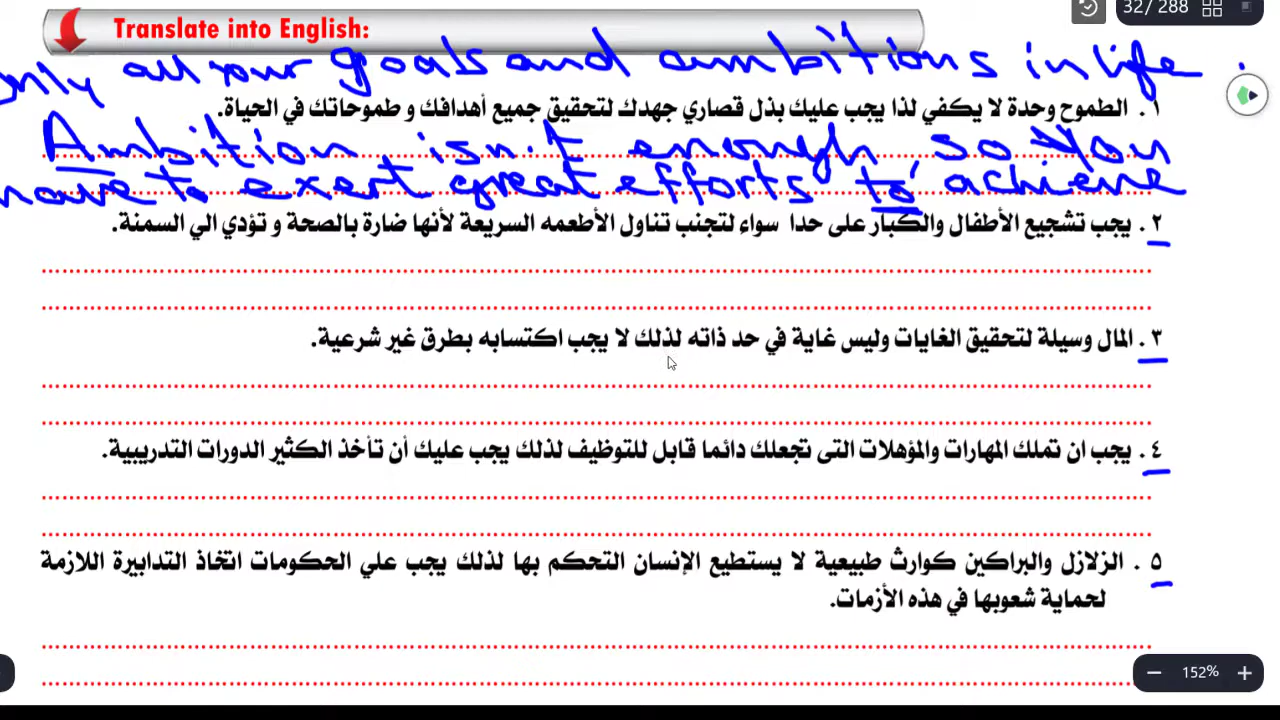 Translate into English:
32/288
all your goals and ambitions in life.
١. الطموح وحدة لا يكفي لذا يجب عليك بذل قصاري جهدك لتحقيق جميع أهدافك و طموحاتك في الحياة.
Ambition isn't enough so You
have to exert great efforts to achieve
٢. يجب تشجيع الأطفال والكبار على حدا سواء لتجنب تناول الأطعمه السريعة لأنها ضارة بالصحة و تؤدي الي السمنة.
٣. المال وسيلة لتحقيق الغايات وليس غاية في حد ذاته لذلك لا يجب اكتسابه بطرق غير شرعية.
٤. يجب ان تملك المهارات والمؤهلات التى تجعلك دائما قابل للتوظيف لذلك يجب عليك أن تأخذ الكثير الدورات التدريبية.
٥. الزلازل والبراكين كوارث طبيعية لا يستطيع الإنسان التحكم بها لذلك يجب علي الحكومات اتخاذ التدابيرة اللازمة
لحماية شعوبها في هذه الأزمات.
152%